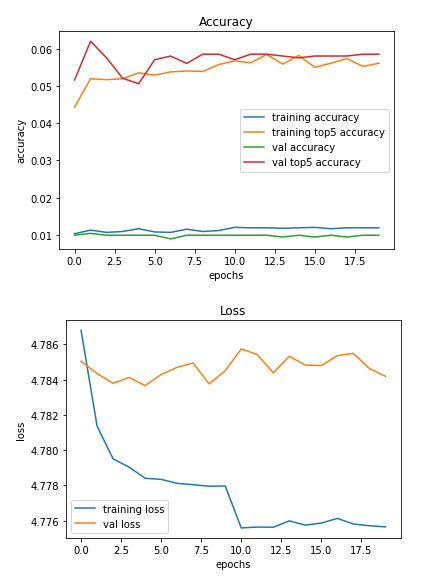 Accuracy
0.06
0.05
0.04
0.03
0.02
0.01
accuracy
training accuracy
training top5 accuracy
val accuracy
val top5 accuracy
0.0 2.5 5.0 7.5 10.0 12.5 15.0 17.5
epochs
Loss
4.786
4.784
4.782
4.780
4.778
4.776
loss
training loss
val loss
0.0 2.5 5.0 7.5 10.0 12.5 15.0 17.5
epochs